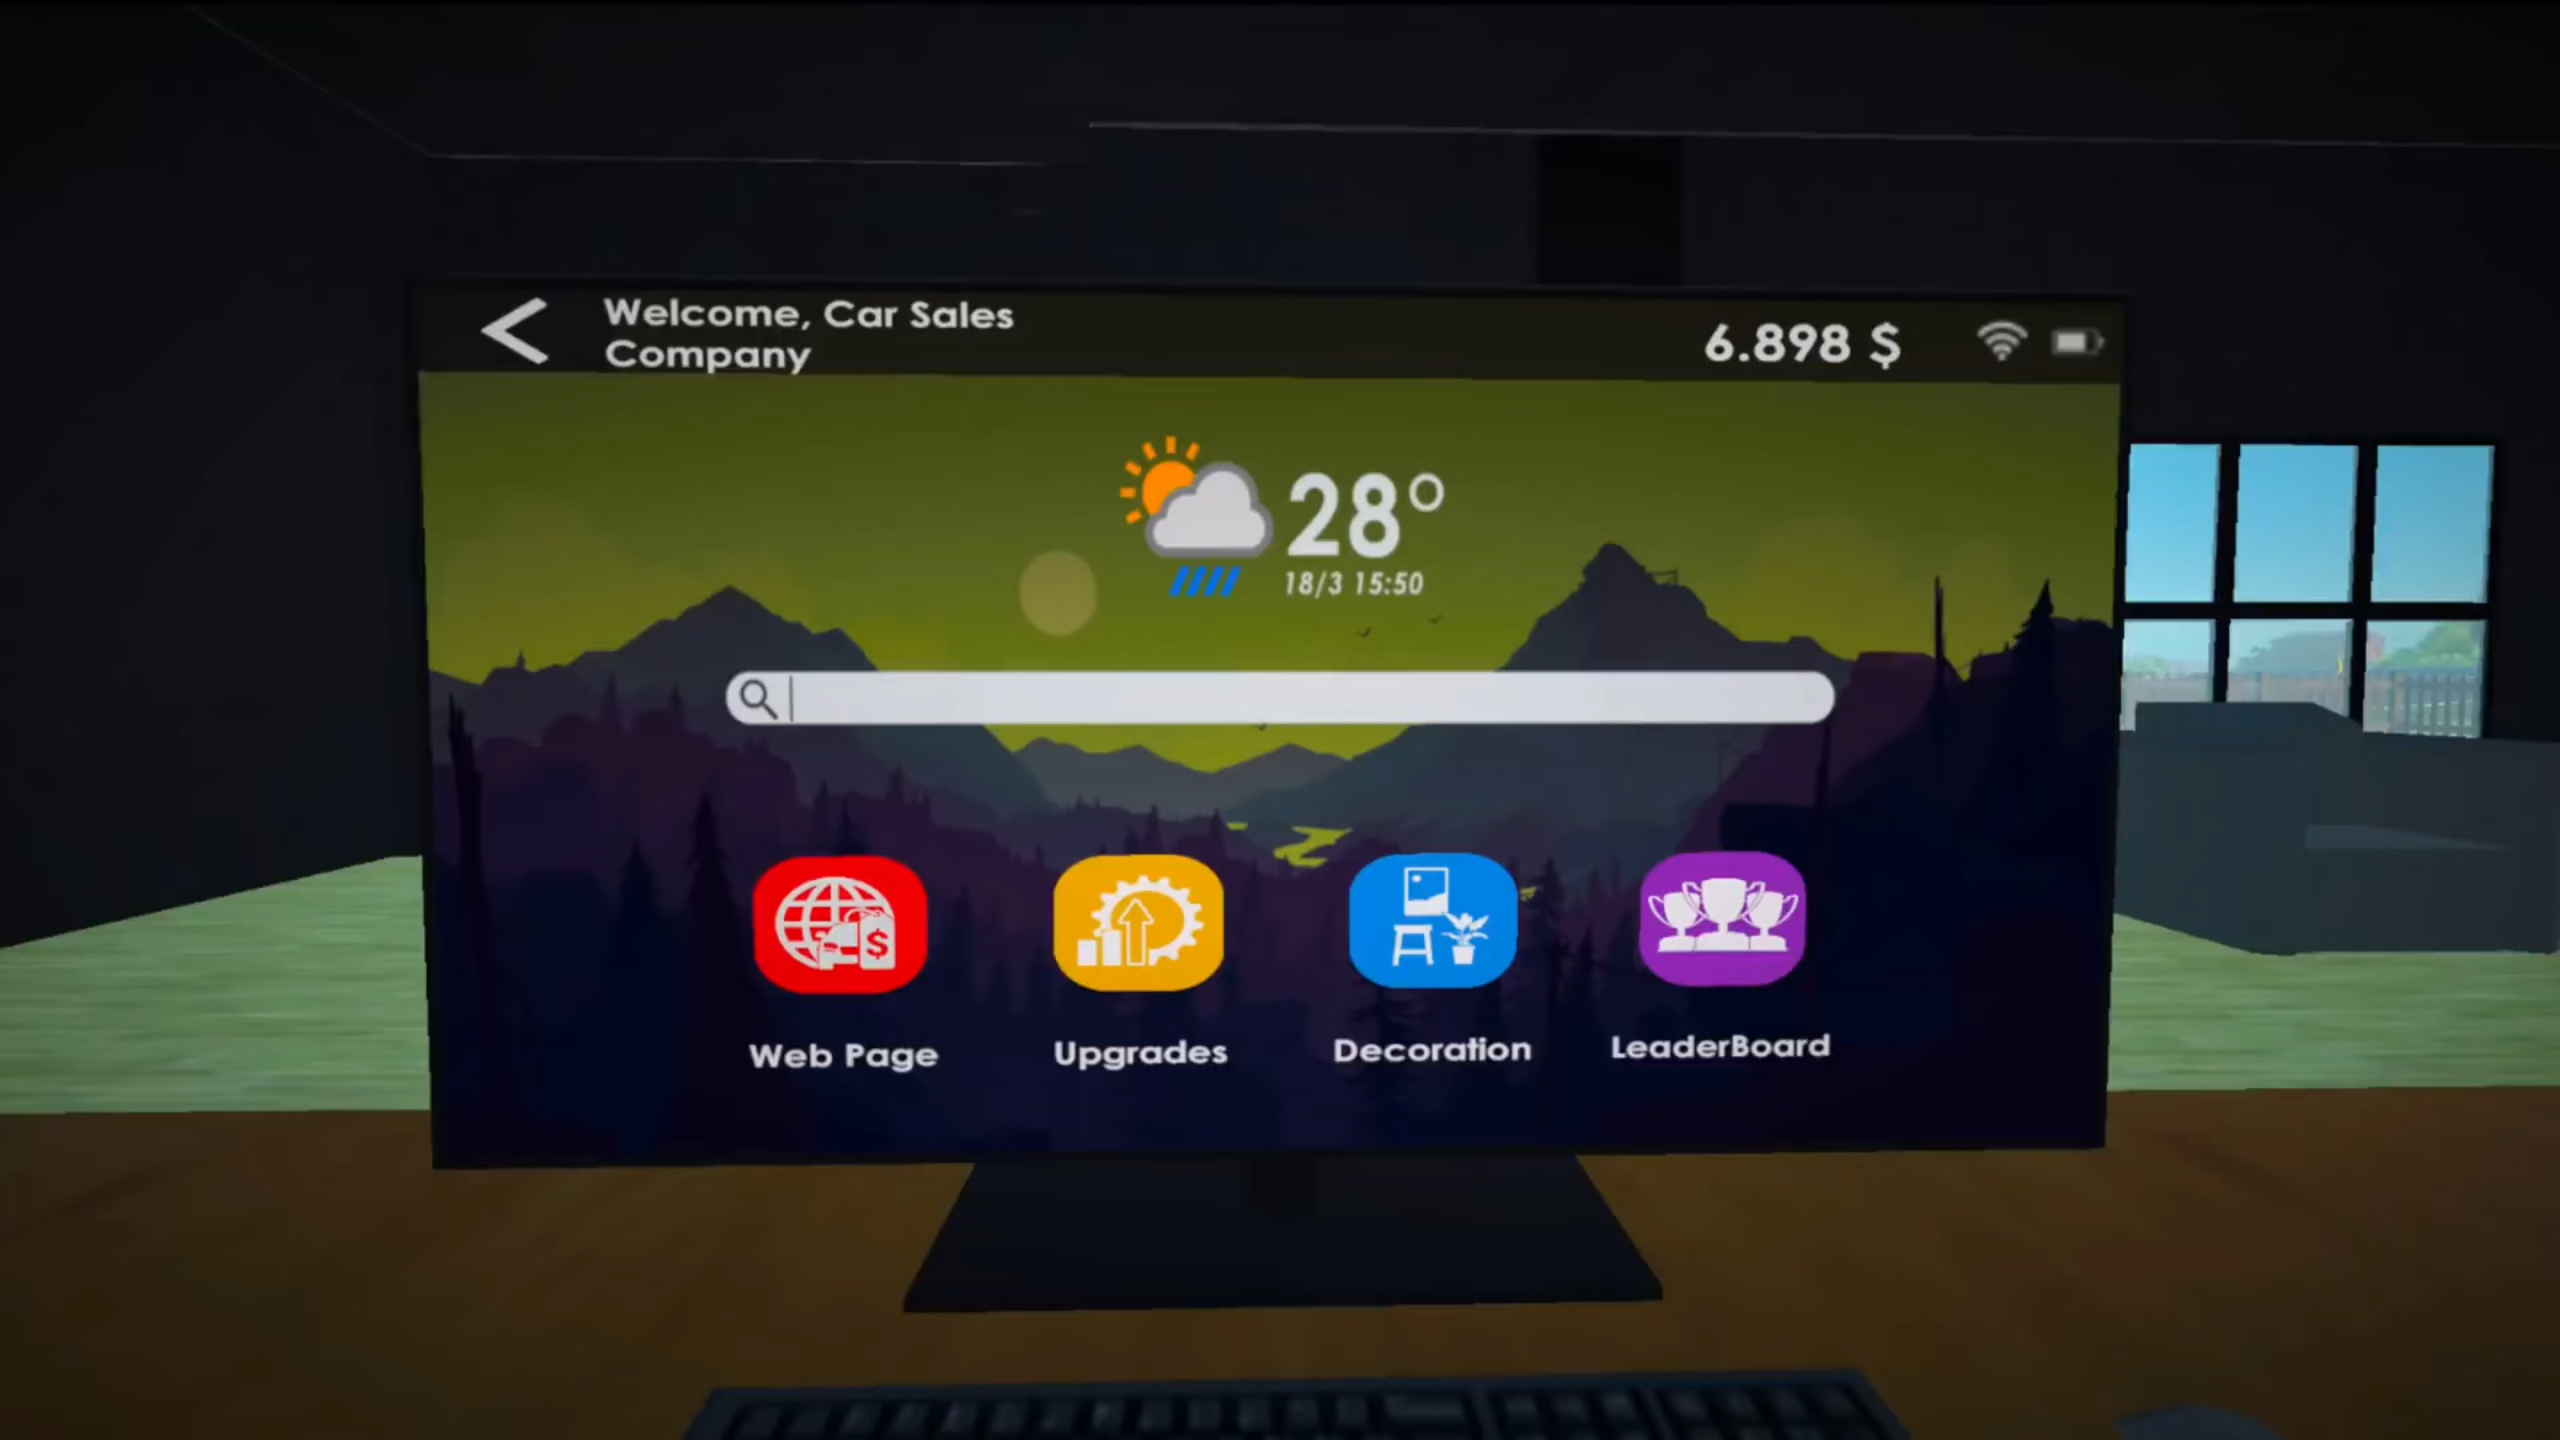 Welcome, Car Sales
Company
6.898 $
28°
18/3 15:50
$
Web Page
Upgrades
Decoration
LeaderBoard